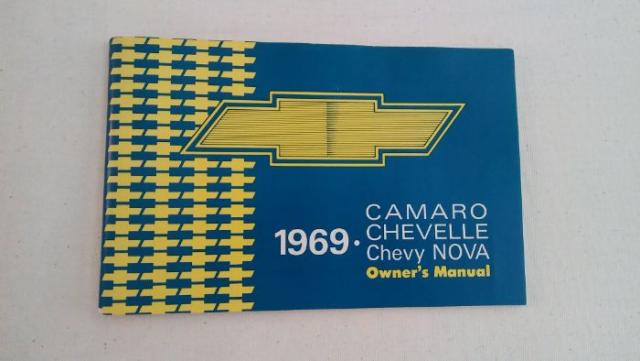 CAMARO
CHEVELLE
1969 · Chevy NOVA
Owner's Manual